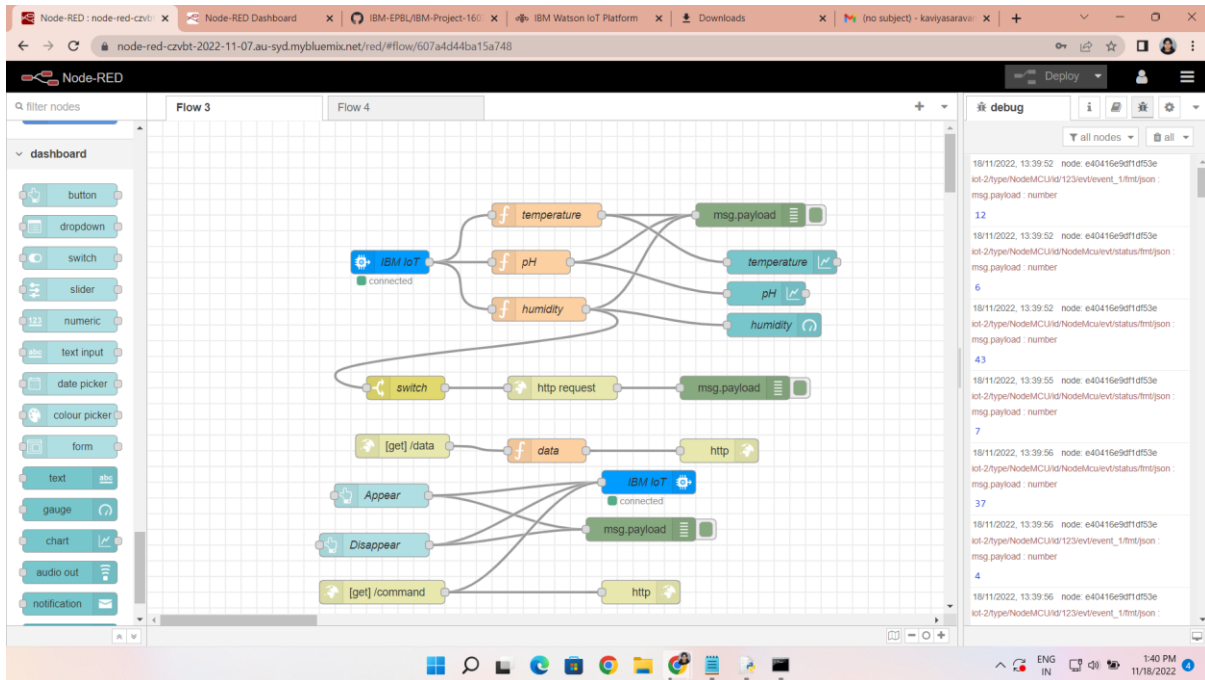 Node-RED : node-red-czvb
Node-RED Dashboard
IBM-EPBL/IBM-Project-160
IBM Watson IoT Platform
Downloads
(no subject) - kaviyasaravan
node-red-czvbt-2022-11-07.au-syd.mybluemix.net/red/#flow/607a4d44ba15a748
Node-RED
Deploy
filter nodes
Flow 3
Flow 4
debug
all nodes
all
dashboard
button
dropdown
switch
slider
123 numeric
abc text input
date picker
colour picker
form
text abc
gauge
chart
audio out
notification
temperature
msg.payload
IBM IoT
connected
pH
temperature
pH
humidity
humidity
switch
http request
msg.payload
[get] /data
data
http
IBM IoT
connected
Appear
msg.payload
Disappear
[get] /command
http
18/11/2022, 13:39:52 node: e40416e9df1df53e
iot-2/type/NodeMCU/id/123/evt/event_1/fmt/json :
msg.payload : number
12
18/11/2022, 13:39:52 node: e40416e9df1df53e
iot-2/type/NodeMCU/id/NodeMcu/evt/status/fmt/json :
msg.payload : number
6
18/11/2022, 13:39:52 node: e40416e9df1df53e
iot-2/type/NodeMCU/id/NodeMcu/evt/status/fmt/json :
msg.payload : number
43
18/11/2022, 13:39:55 node: e40416e9df1df53e
iot-2/type/NodeMCU/id/123/evt/event_1/fmt/json :
msg.payload : number
7
18/11/2022, 13:39:56 node: e40416e9df1df53e
iot-2/type/NodeMCU/id/NodeMcu/evt/status/fmt/json :
msg.payload : number
37
18/11/2022, 13:39:56 node: e40416e9df1df53e
iot-2/type/NodeMCU/id/123/evt/event_1/fmt/json :
msg.payload : number
4
18/11/2022, 13:39:56 node: e40416e9df1df53e
iot-2/type/NodeMCU/id/123/evt/event_1/fmt/json :
ENG
IN
1:40 PM
11/18/2022
4